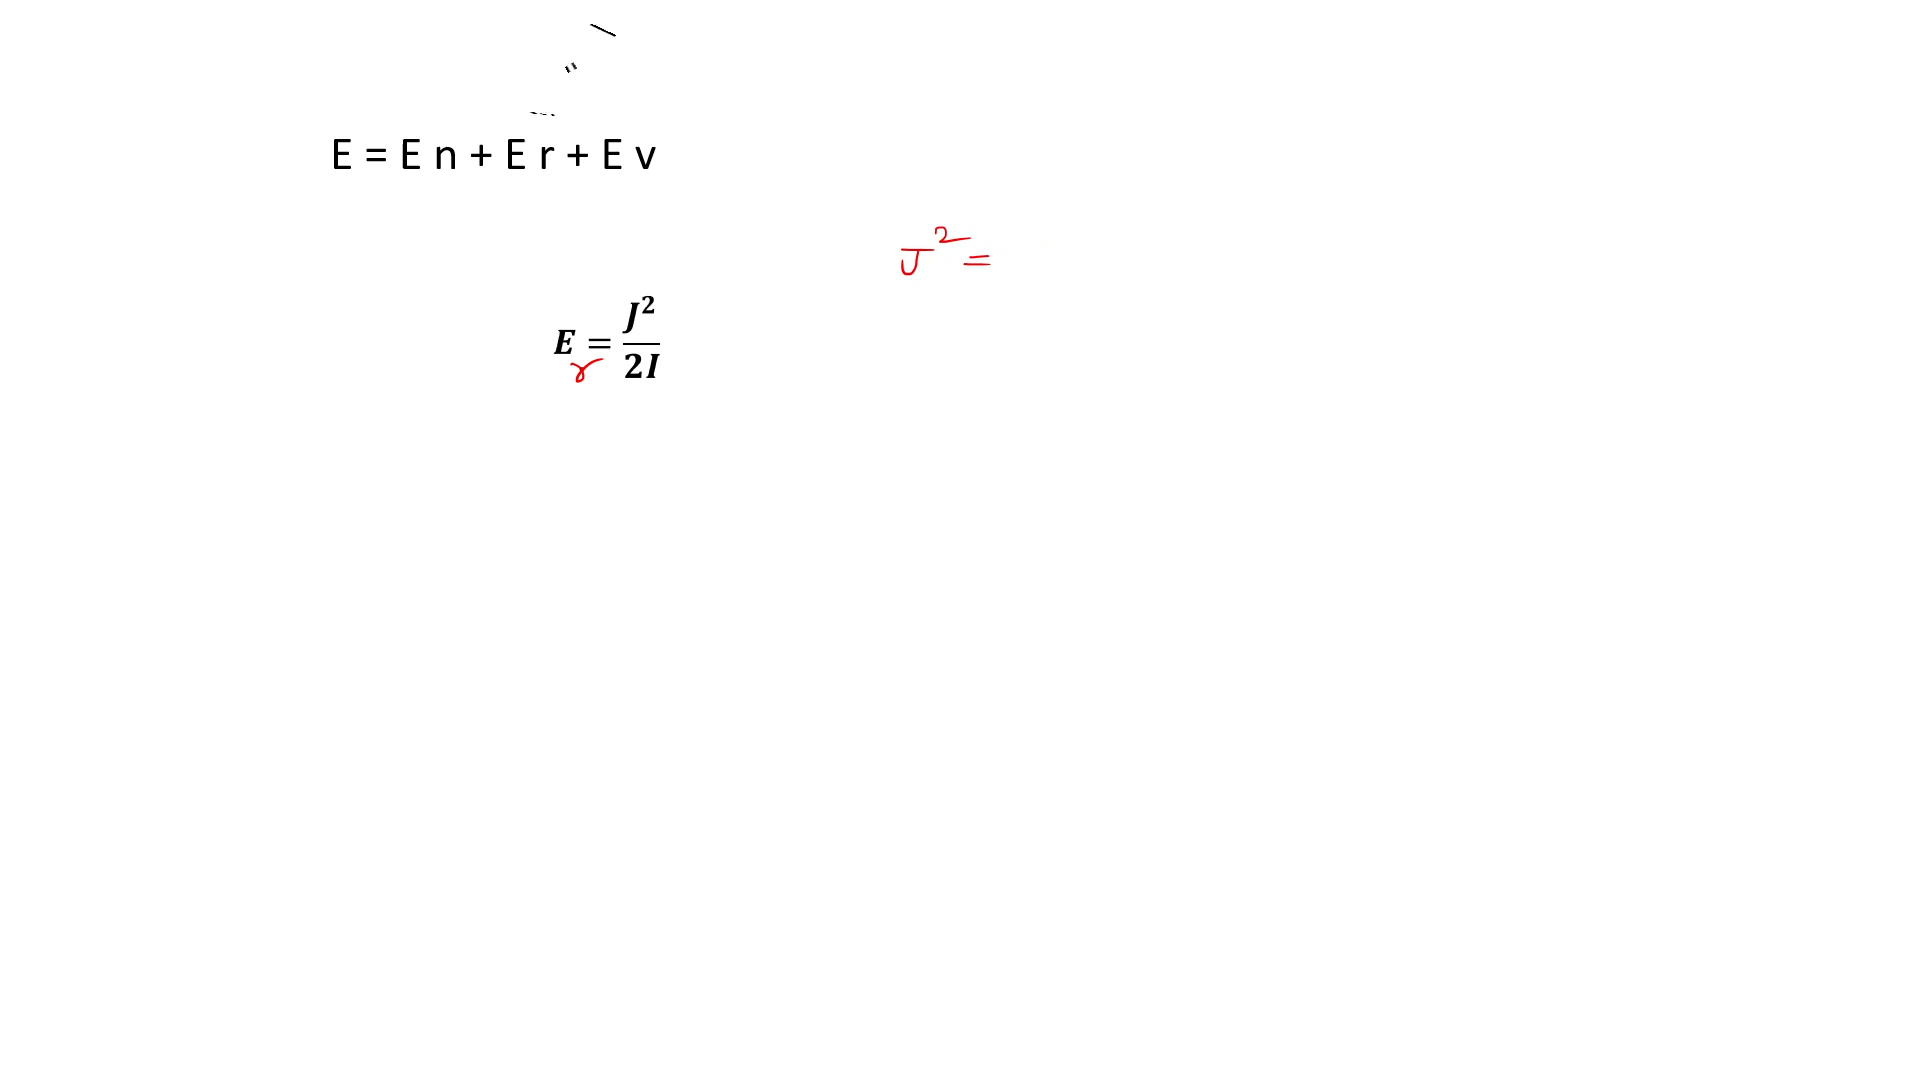 E = E n + E r + E v
J² =
E r = J² / 2I